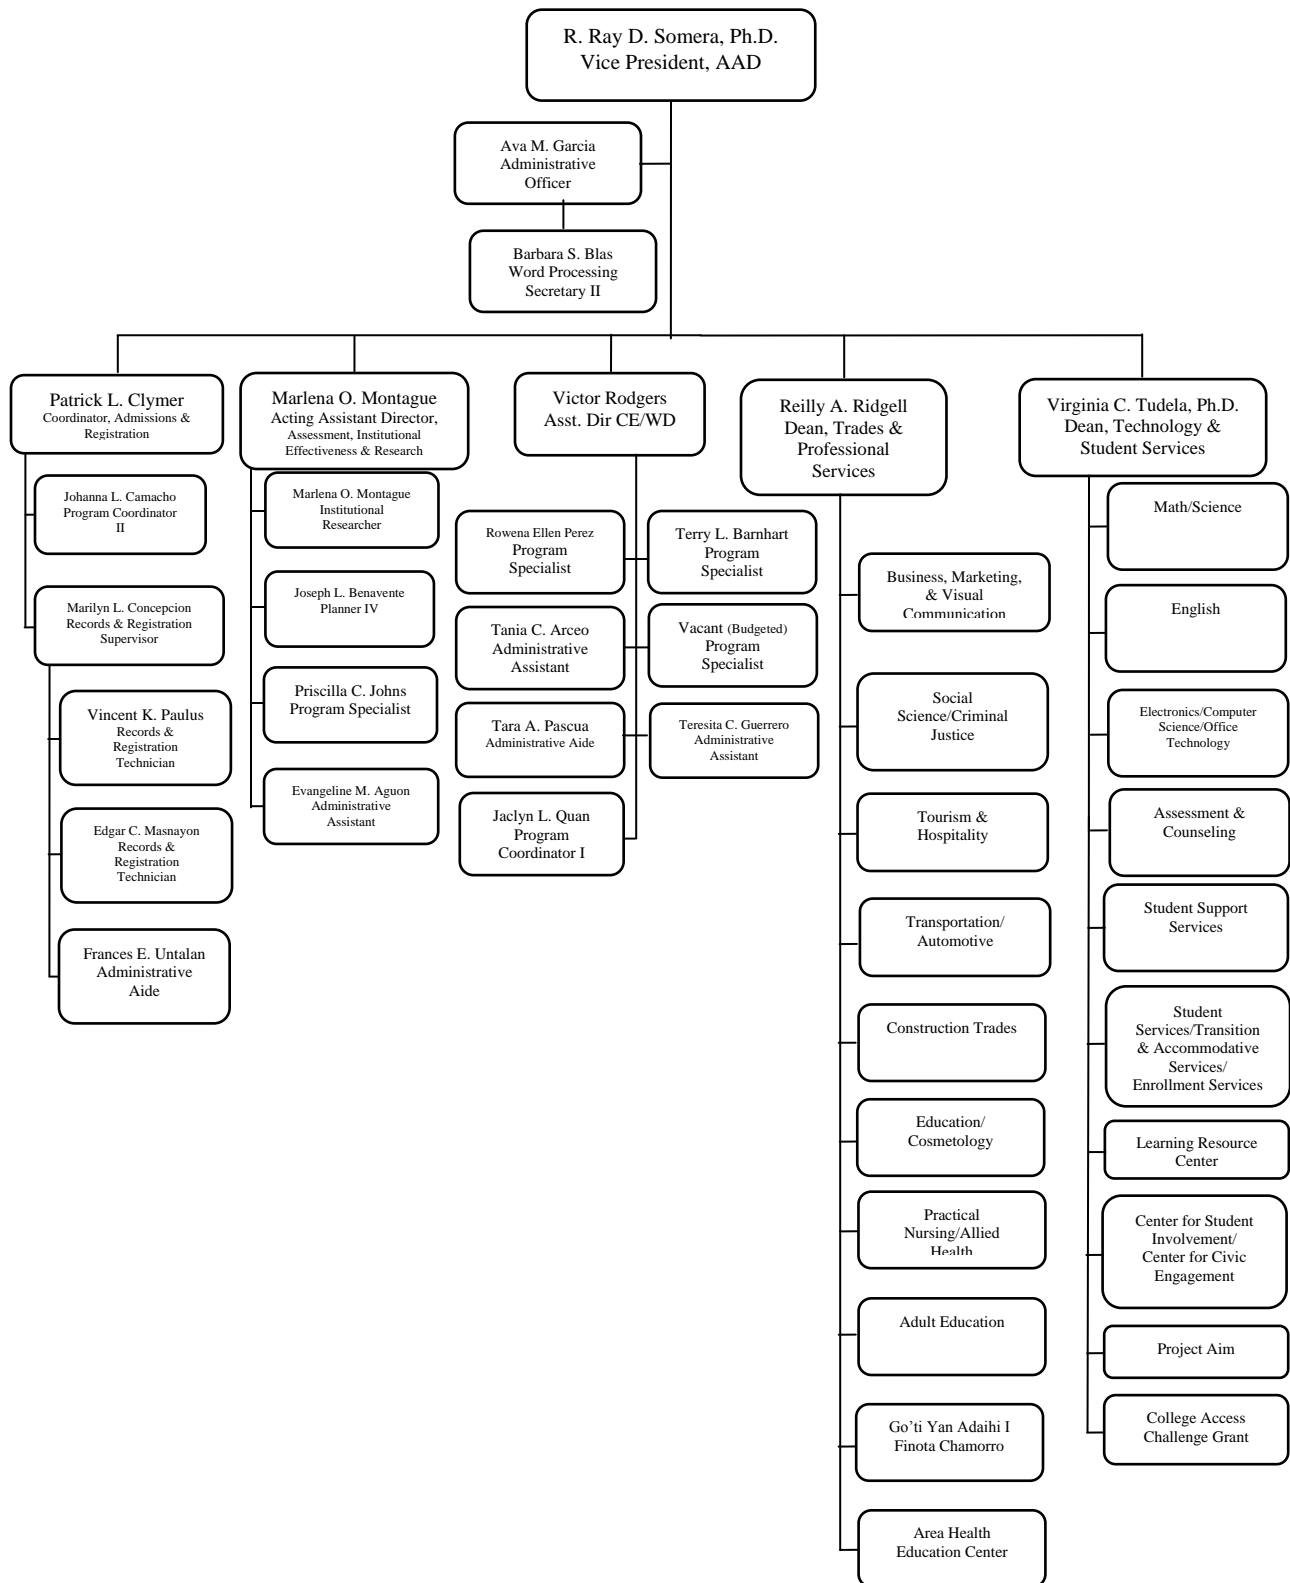 R. Ray D. Somera, Ph.D.
Vice President, AAD
Ava M. Garcia
Administrative
Officer
Barbara S. Blas
Word Processing
Secretary II
Patrick L. Clymer
Coordinator, Admissions &
Registration
Johanna L. Camacho
Program Coordinator
II
Marilyn L. Concepcion
Records & Registration
Supervisor
Vincent K. Paulus
Records &
Registration
Technician
Edgar C. Masnayon
Records &
Registration
Technician
Frances E. Untalan
Administrative
Aide
Marlena O. Montague
Acting Assistant Director,
Assessment, Institutional
Effectiveness & Research
Marlena O. Montague
Institutional
Researcher
Joseph L. Benavente
Planner IV
Priscilla C. Johns
Program Specialist
Evangeline M. Aguon
Administrative
Assistant
Victor Rodgers
Asst. Dir CE/WD
Rowena Ellen Perez
Program
Specialist
Terry L. Barnhart
Program
Specialist
Tania C. Arceo
Administrative
Assistant
Vacant (Budgeted)
Program
Specialist
Tara A. Pascua
Administrative Aide
Teresita C. Guerrero
Administrative
Assistant
Jaclyn L. Quan
Program
Coordinator I
Reilly A. Ridgell
Dean, Trades &
Professional
Services
Business, Marketing,
& Visual
Communication
Social
Science/Criminal
Justice
Tourism &
Hospitality
Transportation/
Automotive
Construction Trades
Education/
Cosmetology
Practical
Nursing/Allied
Health
Adult Education
Go’ti Yan Adaihi I
Finota Chamorro
Area Health
Education Center
Virginia C. Tudela, Ph.D.
Dean, Technology &
Student Services
Math/Science
English
Electronics/Computer
Science/Office
Technology
Assessment &
Counseling
Student Support
Services
Student
Services/Transition
& Accommodative
Services/
Enrollment Services
Learning Resource
Center
Center for Student
Involvement/
Center for Civic
Engagement
Project Aim
College Access
Challenge Grant